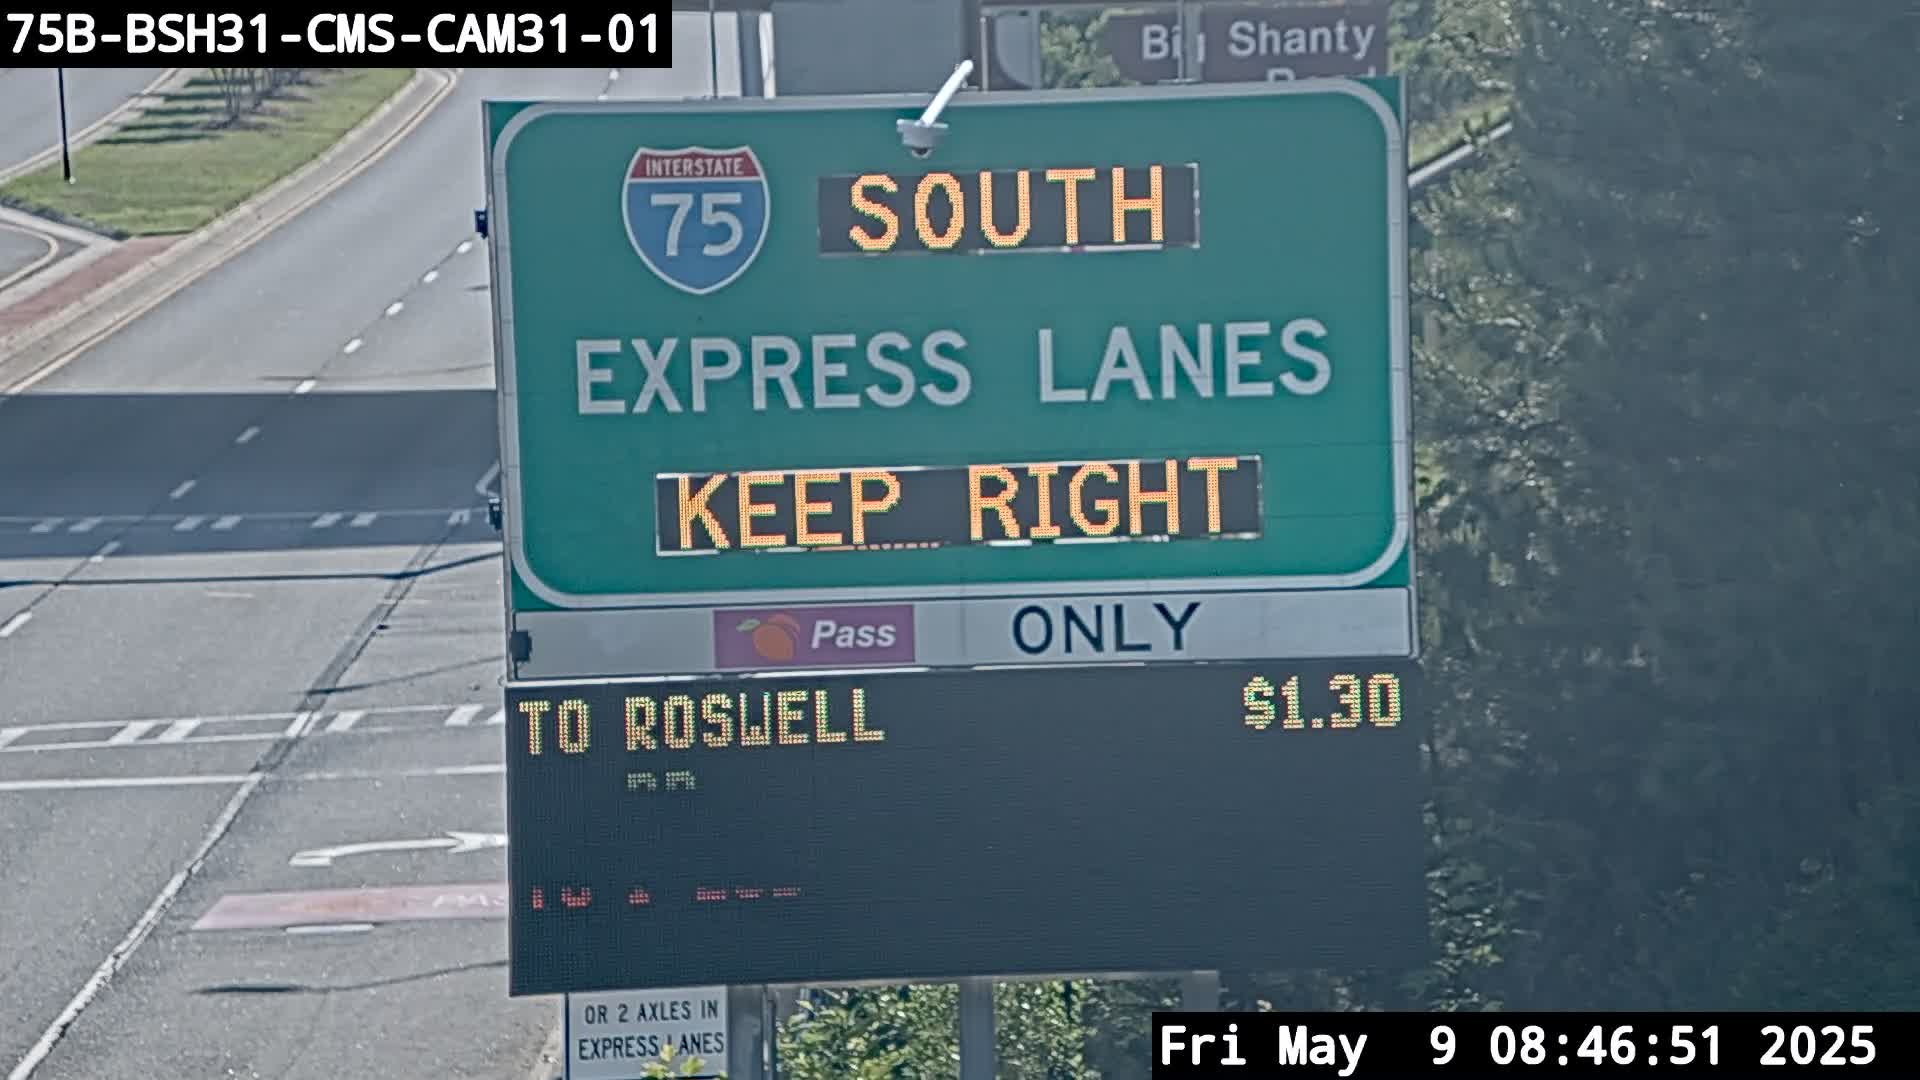 75B-BSH31-CMS-CAM31-01
Big Shanty
INTERSTATE
75
SOUTH
EXPRESS LANES
KEEP RIGHT
Pass ONLY
TO ROSWELL $1.30
OR 2 AXLES IN
EXPRESS LANES
Fri May 9 08:46:51 2025